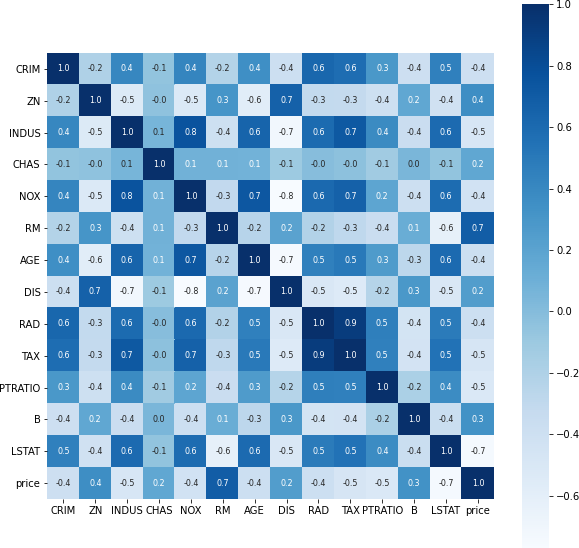 1.0
CRIM 1.0 -0.2 0.4 -0.1 0.4 -0.2 0.4 -0.4 0.6 0.6 0.3 -0.4 0.5 -0.4
ZN -0.2 1.0 -0.5 -0.0 -0.5 0.3 -0.6 0.7 -0.3 -0.3 -0.4 0.2 -0.4 0.4
0.8
INDUS 0.4 -0.5 1.0 0.1 0.8 -0.4 0.6 -0.7 0.6 0.7 0.4 -0.4 0.6 -0.5
0.6
CHAS -0.1 -0.0 0.1 1.0 0.1 0.1 0.1 -0.1 -0.0 -0.0 -0.1 0.0 -0.1 0.2
NOX 0.4 -0.5 0.8 0.1 1.0 -0.3 0.7 -0.8 0.6 0.7 0.2 -0.4 0.6 -0.4
0.4
RM -0.2 0.3 -0.4 0.1 -0.3 1.0 -0.2 0.2 -0.2 -0.3 -0.4 0.1 -0.6 0.7
0.2
AGE 0.4 -0.6 0.6 0.1 0.7 -0.2 1.0 -0.7 0.5 0.5 0.3 -0.3 0.6 -0.4
DIS -0.4 0.7 -0.7 -0.1 -0.8 0.2 -0.7 1.0 -0.5 -0.5 -0.2 0.3 -0.5 0.2
0.0
RAD 0.6 -0.3 0.6 -0.0 0.6 -0.2 0.5 -0.5 1.0 0.9 0.5 -0.4 0.5 -0.4
TAX 0.6 -0.3 0.7 -0.0 0.7 -0.3 0.5 -0.5 0.9 1.0 0.5 -0.4 0.5 -0.5
−0.2
PTRATIO 0.3 -0.4 0.4 -0.1 0.2 -0.4 0.3 -0.2 0.5 0.5 1.0 -0.2 0.4 -0.5
B -0.4 0.2 -0.4 0.0 -0.4 0.1 -0.3 0.3 -0.4 -0.4 -0.2 1.0 -0.4 0.3
−0.4
LSTAT 0.5 -0.4 0.6 -0.1 0.6 -0.6 0.6 -0.5 0.5 0.5 0.4 -0.4 1.0 -0.7
price -0.4 0.4 -0.5 0.2 -0.4 0.7 -0.4 0.2 -0.4 -0.5 -0.5 0.3 -0.7 1.0
−0.6
CRIM ZN INDUS CHAS NOX RM AGE DIS RAD TAX PTRATIO B LSTAT price